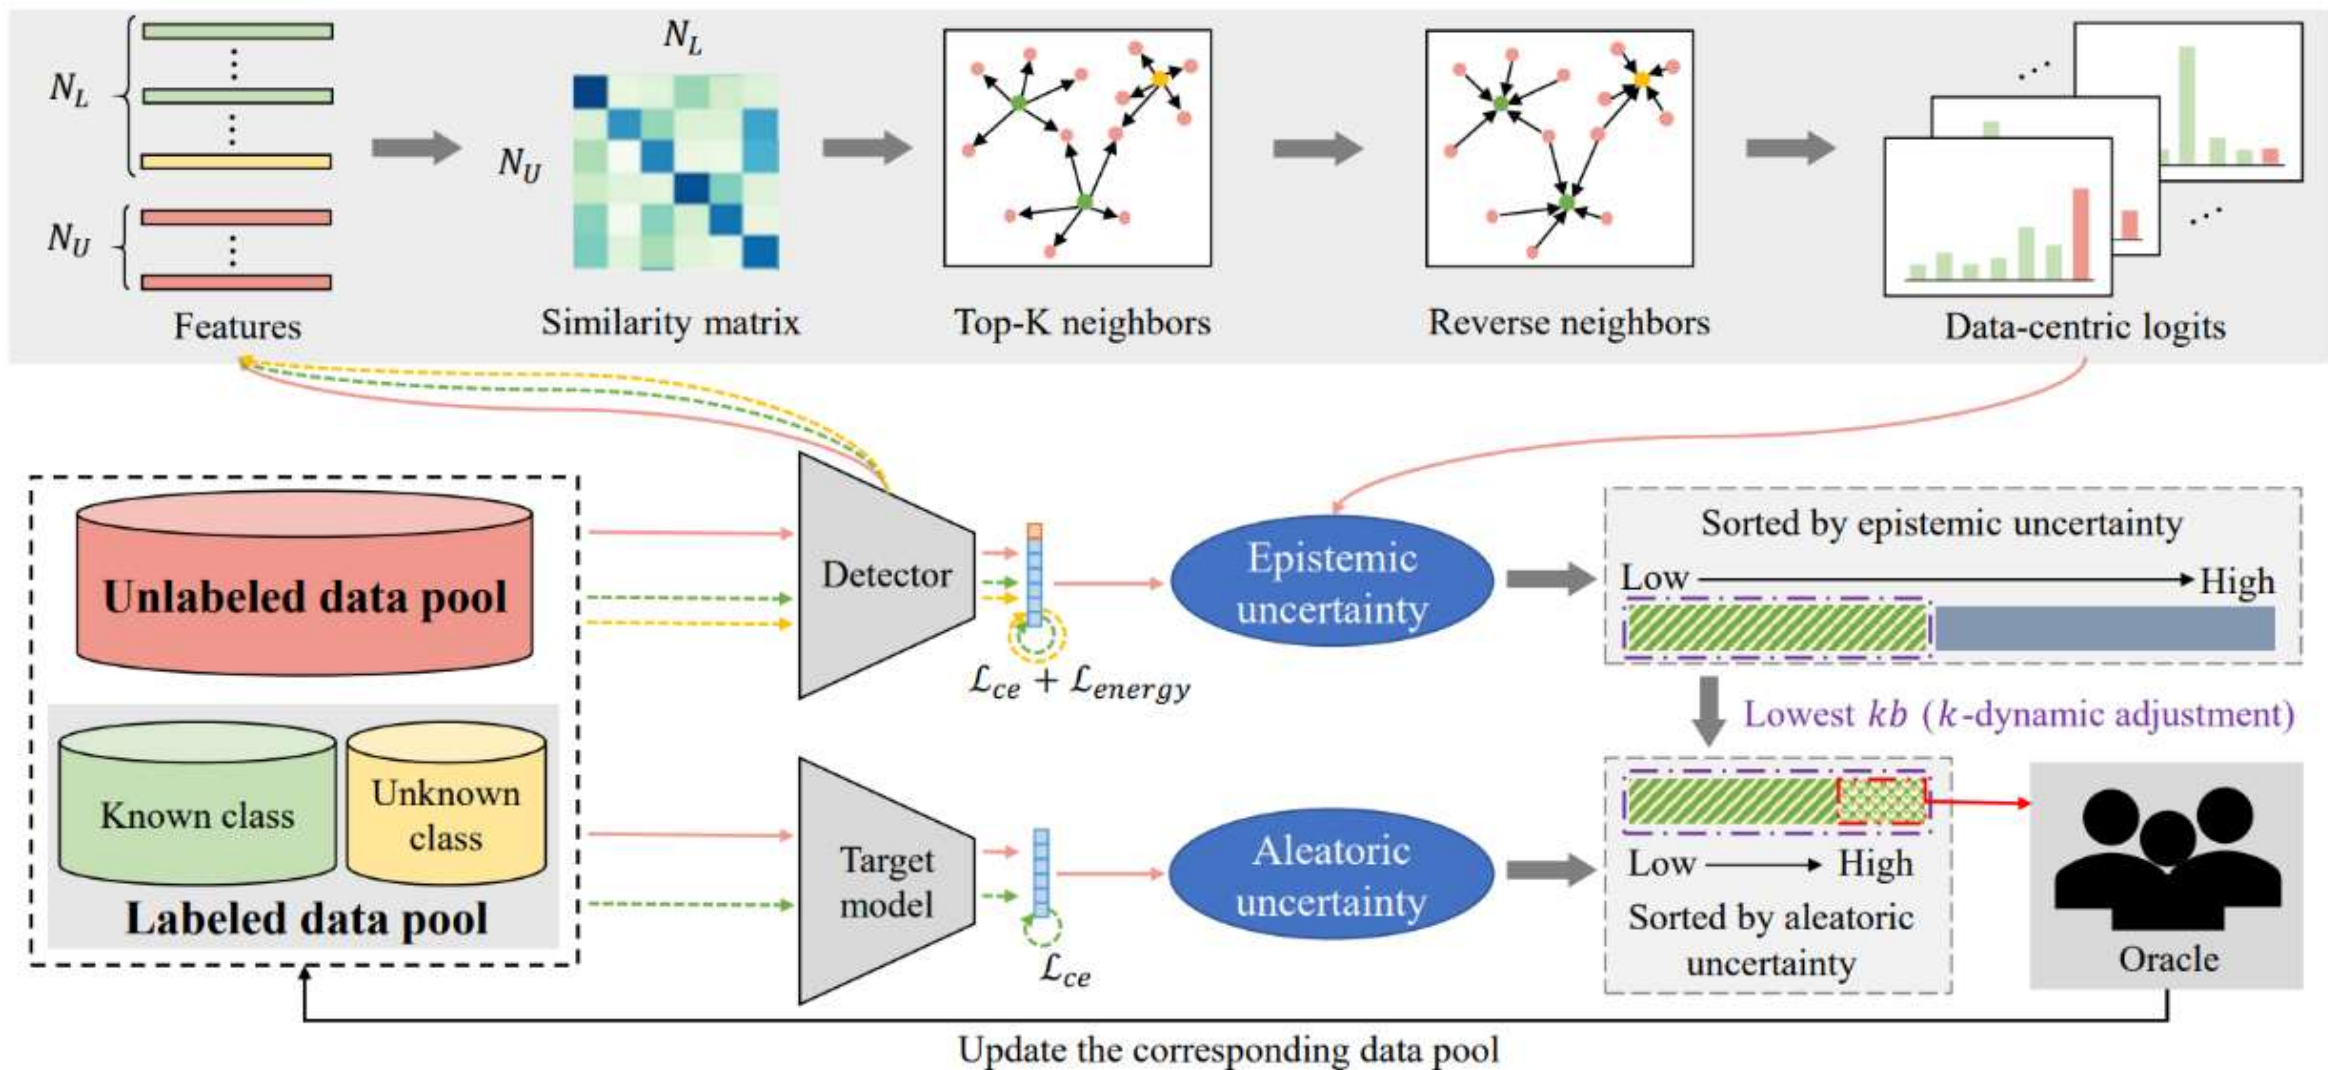 N_L
N_U
Features
N_L
N_U
Similarity matrix
Top-K neighbors
Reverse neighbors
Data-centric logits
Unlabeled data pool
Known class
Unknown
class
Labeled data pool
Detector
ℒ_ce + ℒ_energy
Epistemic
uncertainty
Sorted by epistemic uncertainty
Low
High
Lowest kb (k-dynamic adjustment)
Target
model
ℒ_ce
Aleatoric
uncertainty
Low
High
Sorted by aleatoric
uncertainty
Oracle
Update the corresponding data pool